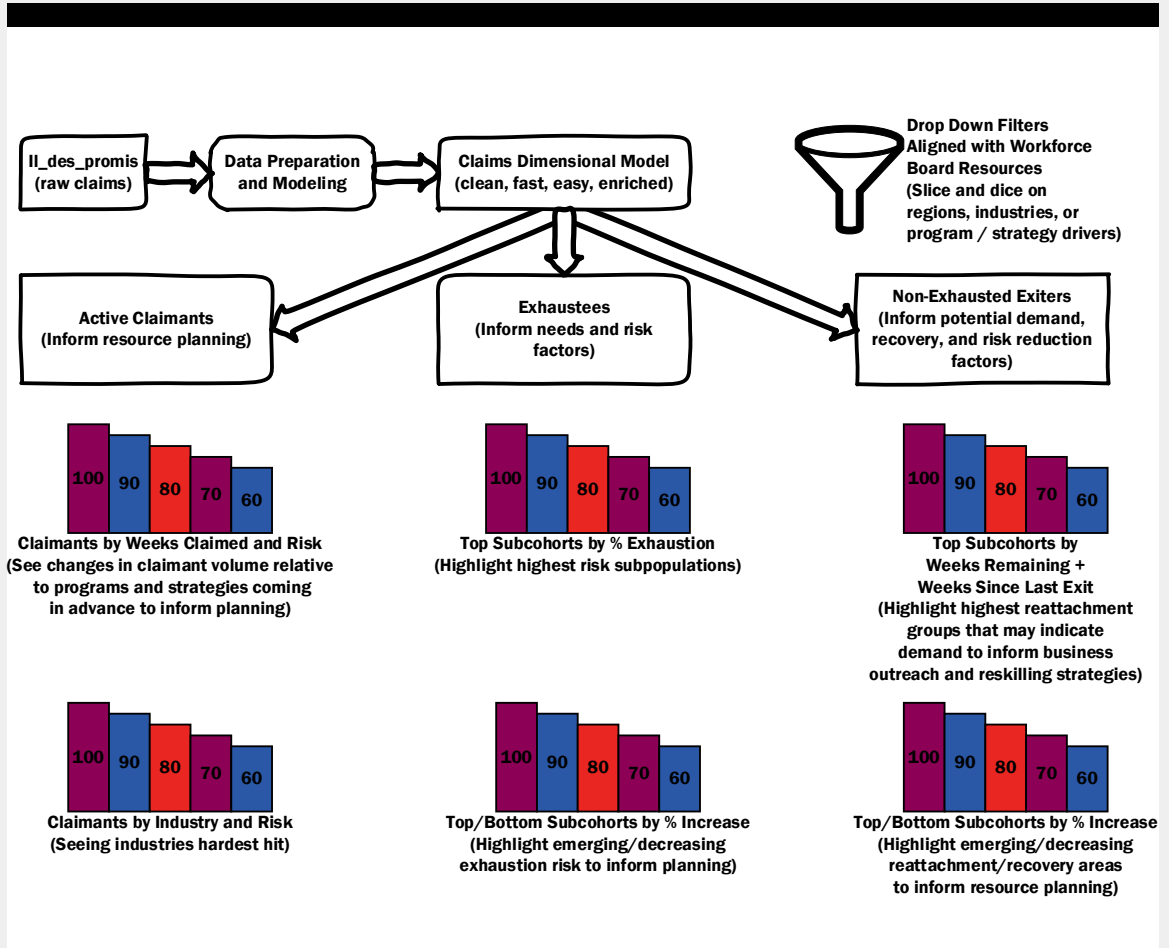 Il_des_promis
(raw claims)
Data Preparation
and Modeling
Claims Dimensional Model
(clean, fast, easy, enriched)
Drop Down Filters
Aligned with Workforce
Board Resources
(Slice and dice on
regions, industries, or
program / strategy drivers)
Active Claimants
(Inform resource planning)
Exhaustees
(Inform needs and risk
factors)
Non-Exhausted Exiters
(Inform potential demand,
recovery, and risk reduction
factors)
100
90
80
70
60
Claimants by Weeks Claimed and Risk
(See changes in claimant volume relative
to programs and strategies coming
in advance to inform planning)
100
90
80
70
60
Top Subcohorts by % Exhaustion
(Highlight highest risk subpopulations)
100
90
80
70
60
Top Subcohorts by
Weeks Remaining +
Weeks Since Last Exit
(Highlight highest reattachment
groups that may indicate
demand to inform business
outreach and reskilling strategies)
100
90
80
70
60
Claimants by Industry and Risk
(Seeing industries hardest hit)
100
90
80
70
60
Top/Bottom Subcohorts by % Increase
(Highlight emerging/decreasing
exhaustion risk to inform planning)
100
90
80
70
60
Top/Bottom Subcohorts by % Increase
(Highlight emerging/decreasing
reattachment/recovery areas
to inform resource planning)